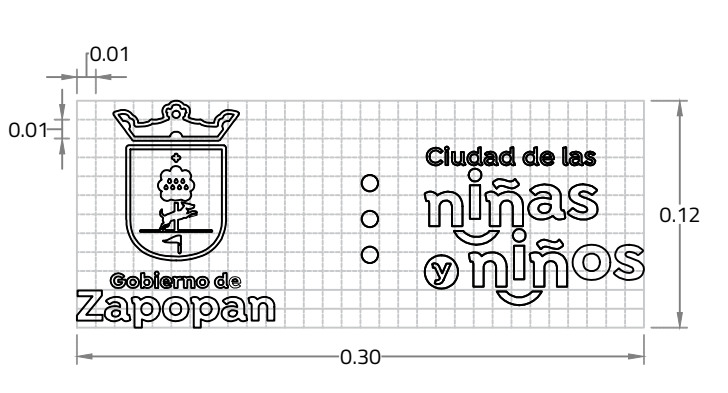 0.01
0.01
Ciudad de las
niñas
0.12
y niños
Gobierno de
Zapopan
0.30